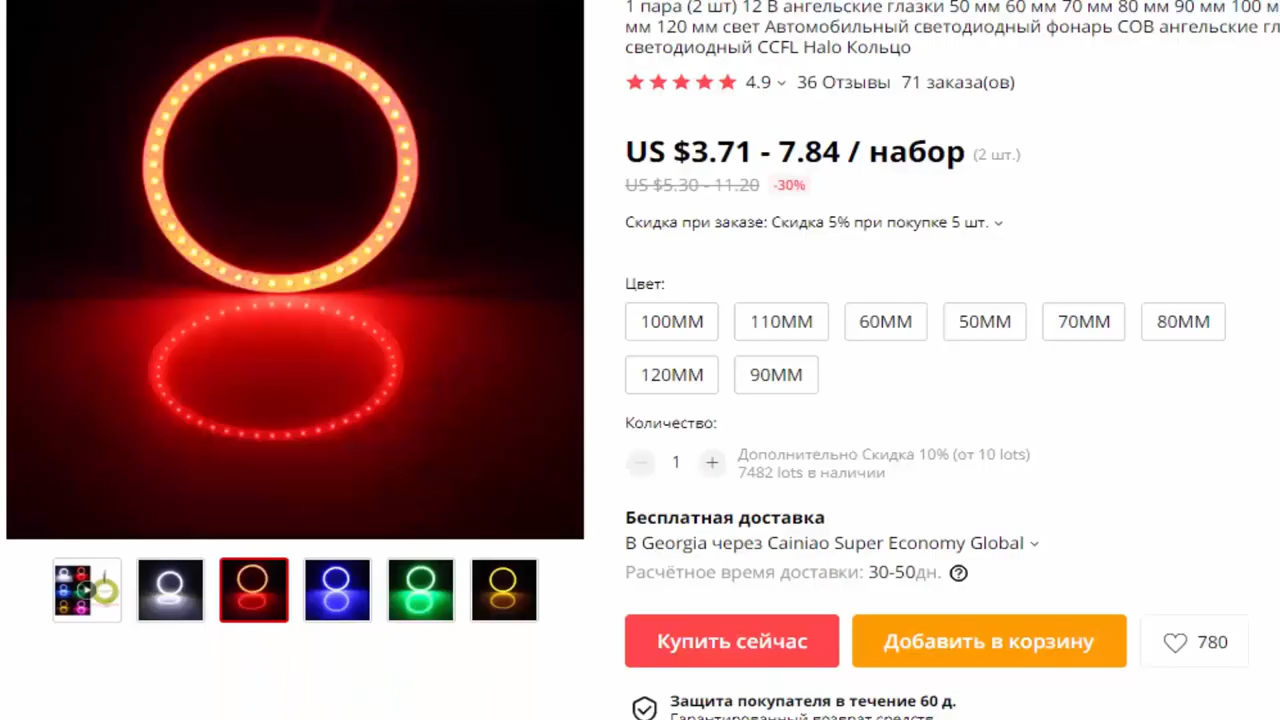 1 пара (2 шт) 12 В ангельские глазки 50 мм 60 мм 70 мм 80 мм 90 мм 100 м
мм 120 мм свет Автомобильный светодиодный фонарь COB ангельские гл
светодиодный CCFL Halo Кольцо
4.9 36 Отзывы 71 заказа(ов)
US $3.71 - 7.84 / набор (2 шт.)
US $5.30 - 11.20 -30%
Скидка при заказе: Скидка 5% при покупке 5 шт.
Цвет:
100MM 110MM 60MM 50MM 70MM 80MM
120MM 90MM
Количество:
1 + Дополнительно Скидка 10% (от 10 lots)
7482 lots в наличии
Бесплатная доставка
В Georgia через Cainiao Super Economy Global
Расчётное время доставки: 30-50дн. ?
Купить сейчас Добавить в корзину 780
Защита покупателя в течение 60 д.
Гарантированный возврат средств